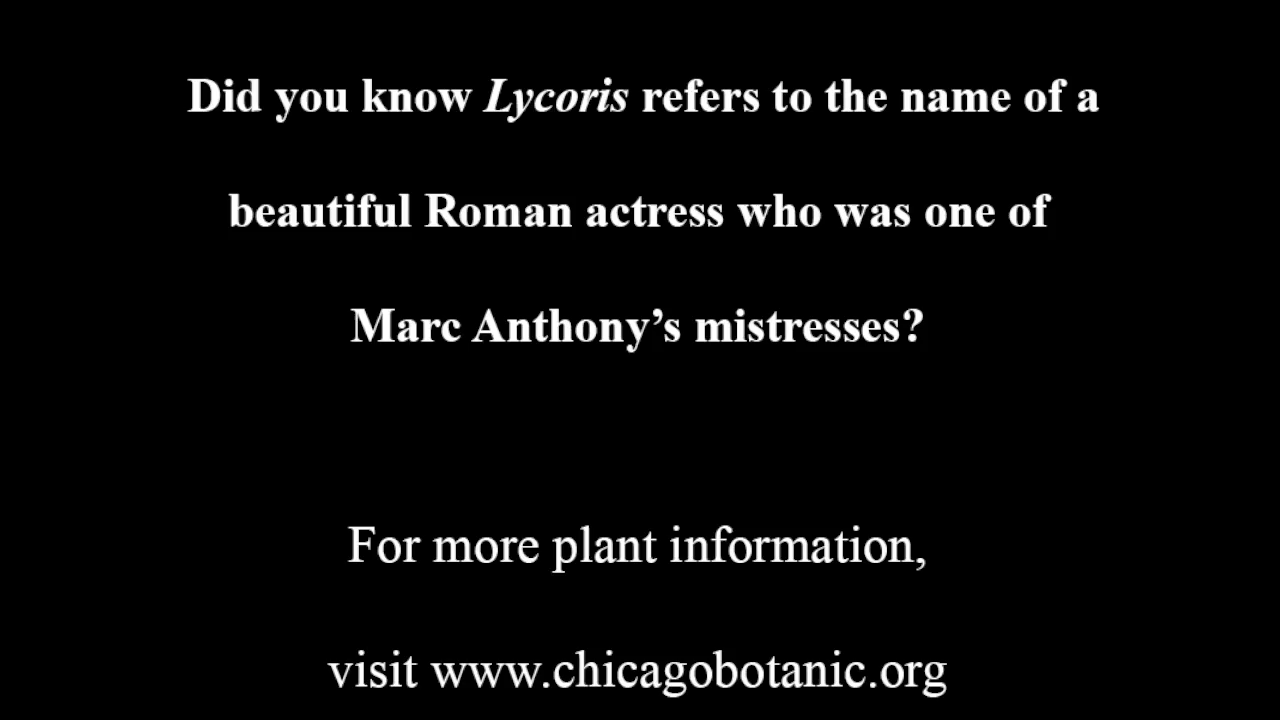 Did you know Lycoris refers to the name of a
beautiful Roman actress who was one of
Marc Anthony’s mistresses?
For more plant information,
visit www.chicagobotanic.org